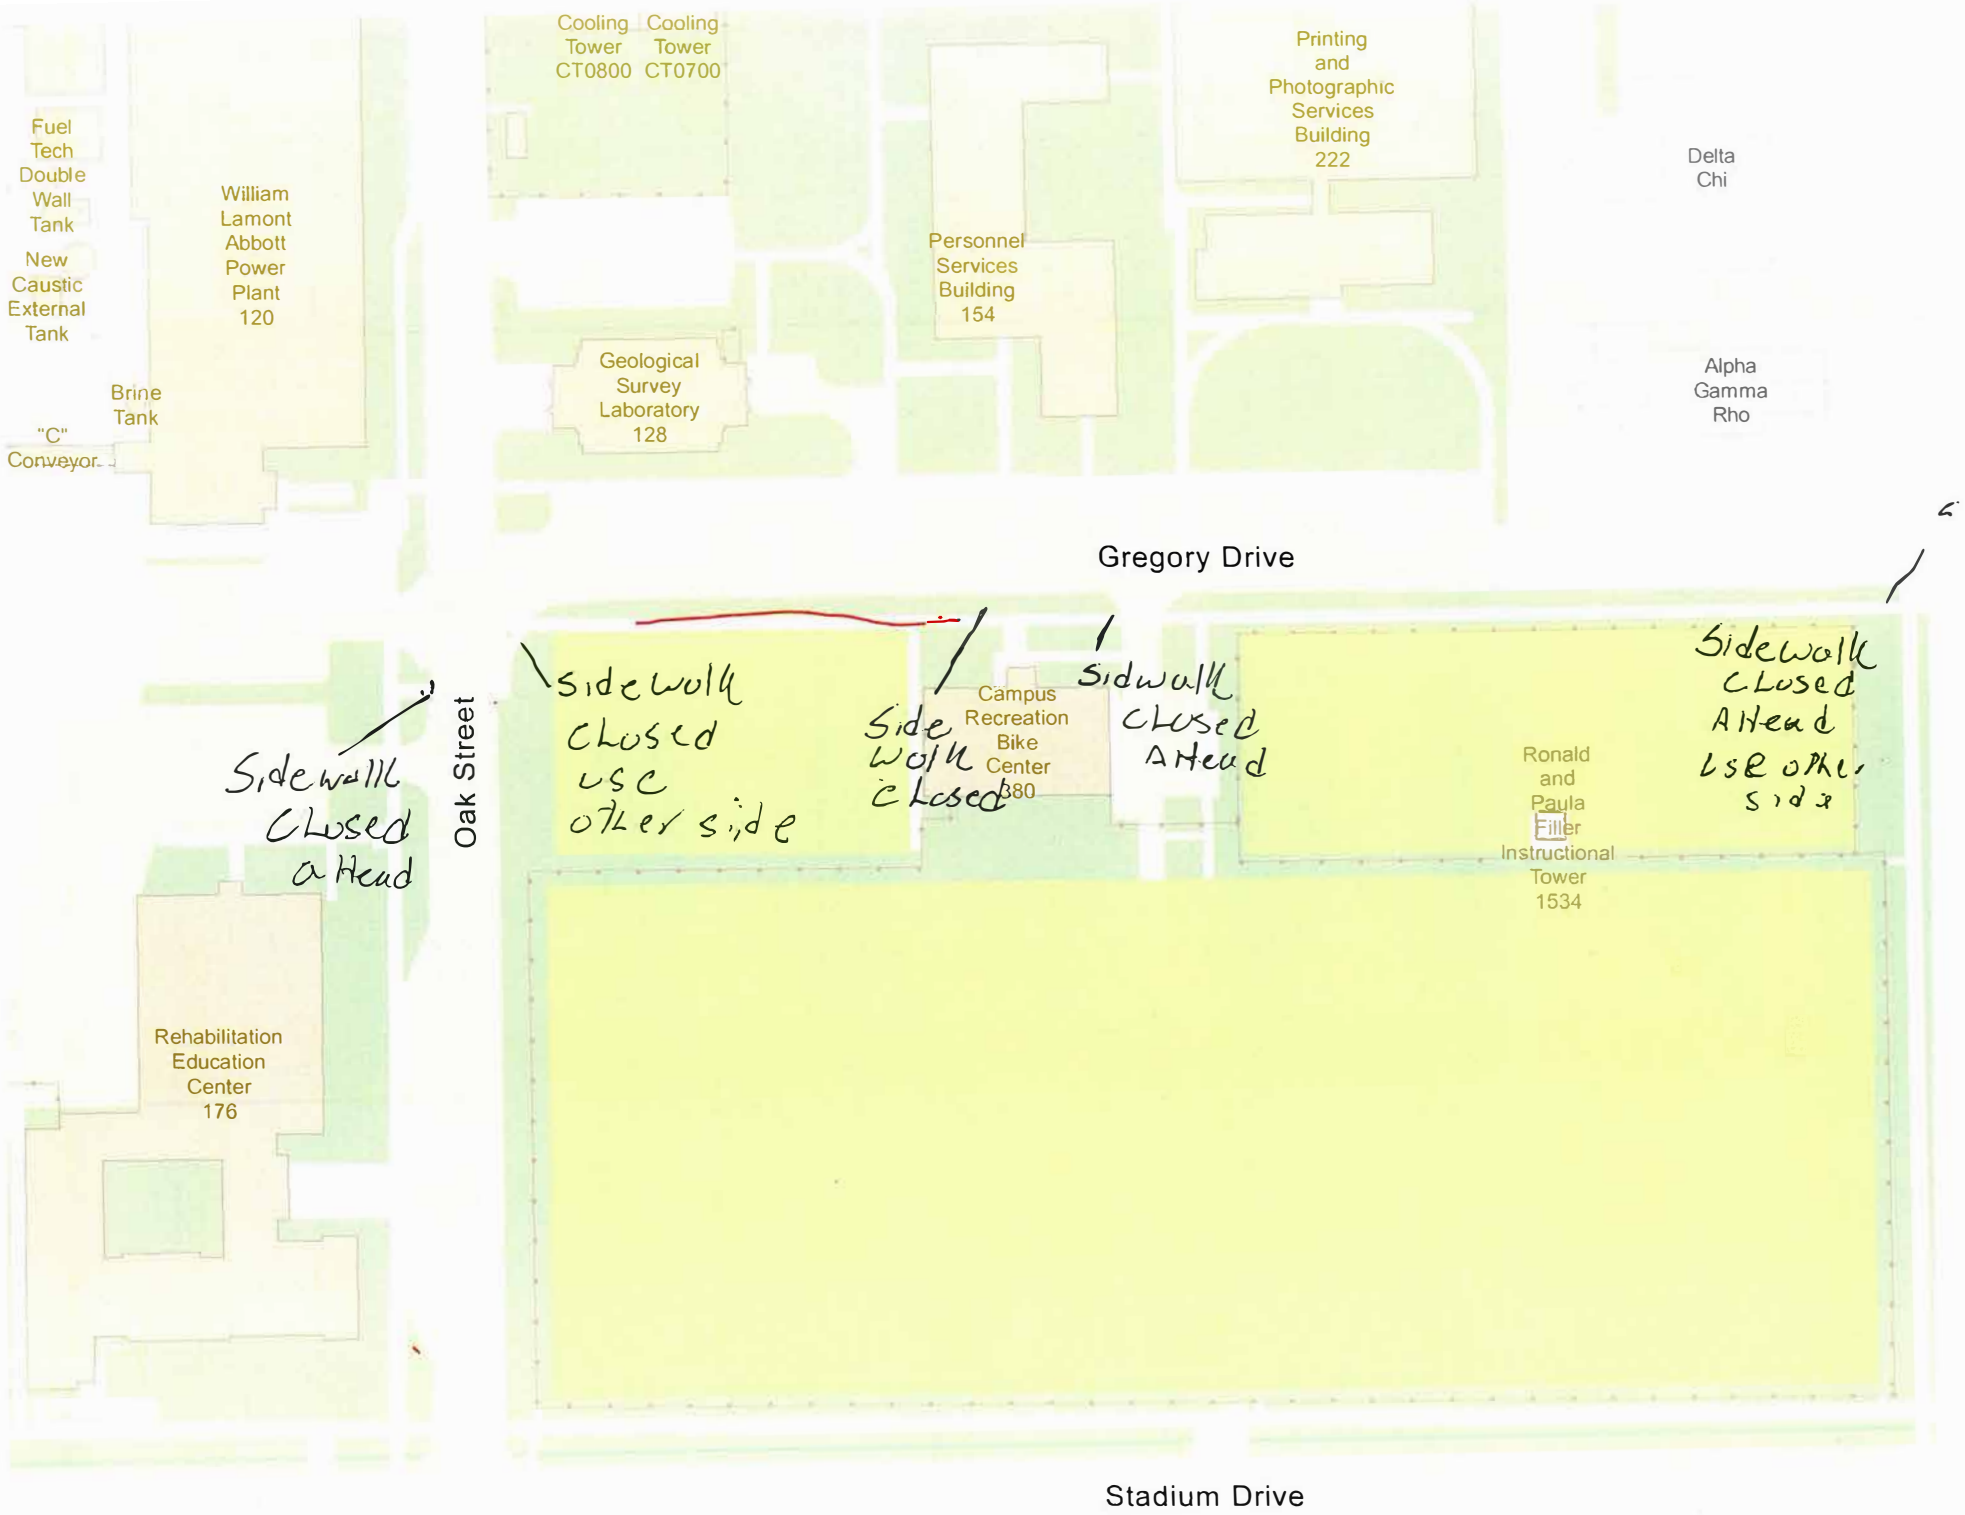 Cooling
Tower
CT0800
Cooling
Tower
CT0700
Printing
and
Photographic
Services
Building
222
Fuel
Tech
Double
Wall
Tank
Delta
Chi
William
Lamont
Abbott
Power
Plant
120
Personnel
Services
Building
154
New
Caustic
External
Tank
Geological
Survey
Laboratory
128
Alpha
Gamma
Rho
Brine
Tank
"C"
Conveyor
Gregory Drive
Sidewalk
Closed
aHead
Oak Street
Sidewalk
Closed
use
other side
Side
walk
closed
Campus
Recreation
Bike
Center
880
Sidwalk
Closed
AHead
Sidewalk
Closed
AHead
use other
side
Ronald
and
Paula
Filler
Instructional
Tower
1534
Rehabilitation
Education
Center
176
Stadium Drive